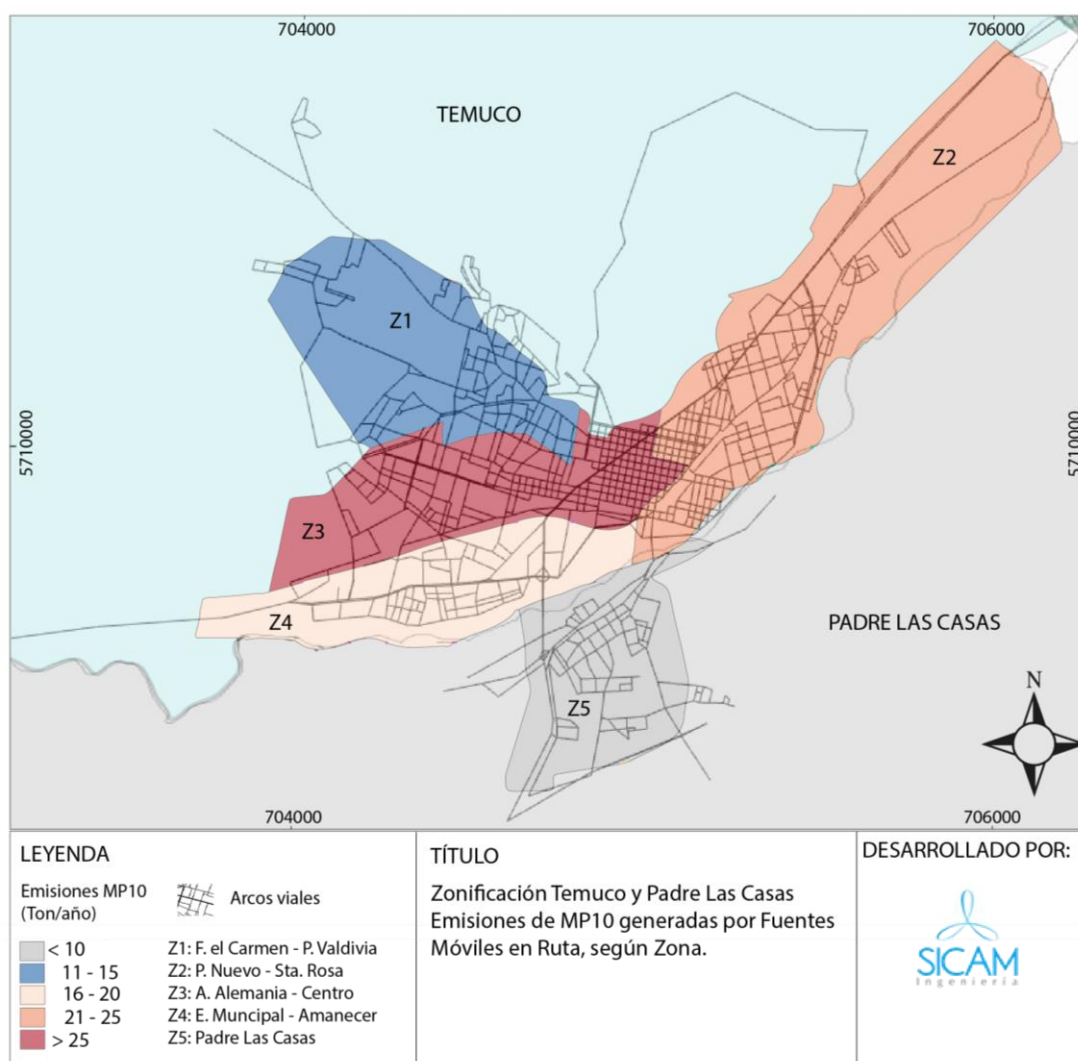 704000
706000
TEMUCO
Z2
Z1
5710000
5710000
Z3
Z4
PADRE LAS CASAS
Z5
N
704000
706000
LEYENDA
Emisiones MP10
(Ton/año)
Arcos viales
< 10
11 - 15
16 - 20
21 - 25
> 25
Z1: F. el Carmen - P. Valdivia
Z2: P. Nuevo - Sta. Rosa
Z3: A. Alemania - Centro
Z4: E. Muncipal - Amanecer
Z5: Padre Las Casas
TÍTULO
Zonificación Temuco y Padre Las Casas
Emisiones de MP10 generadas por Fuentes
Móviles en Ruta, según Zona.
DESARROLLADO POR:
SICAM
Ingeniería